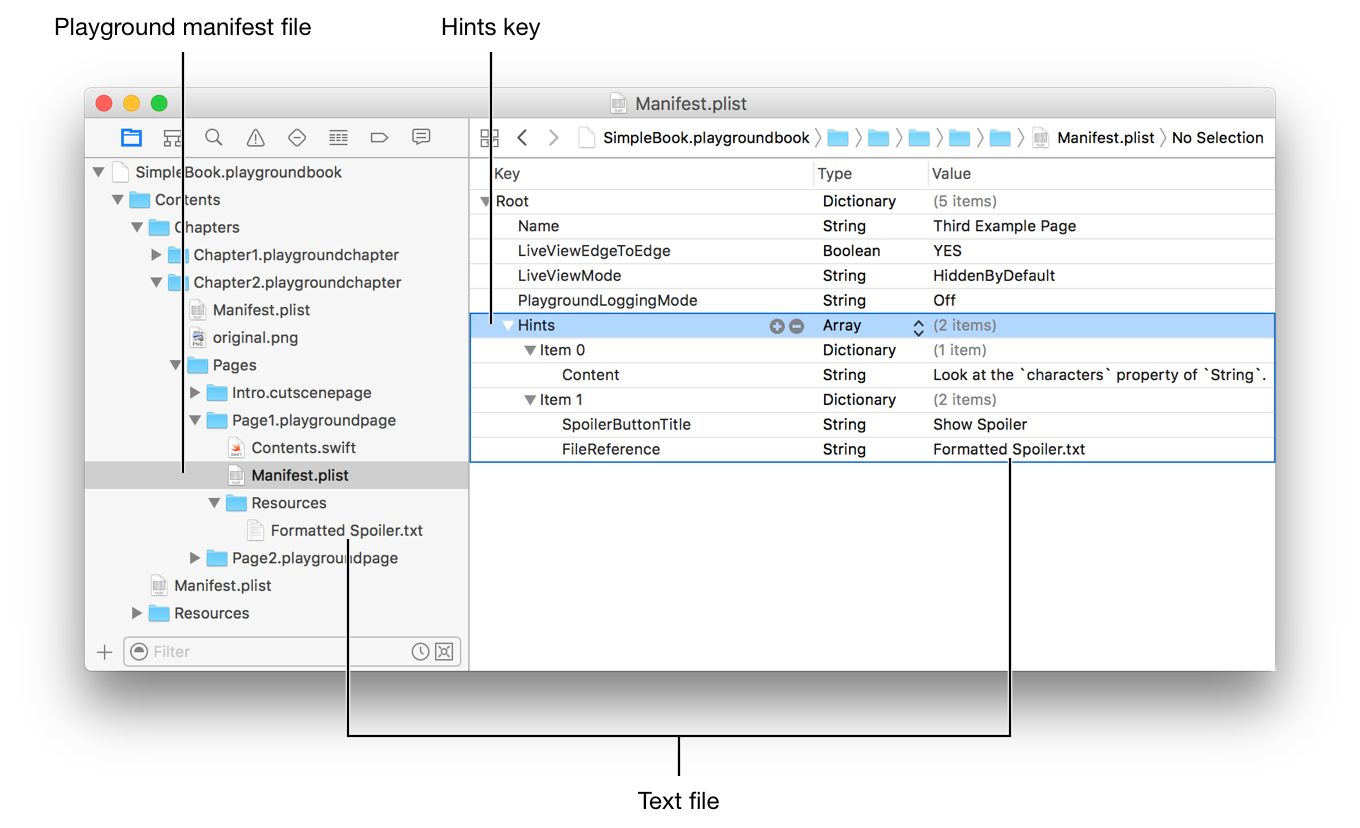 Playground manifest file
Hints key
Manifest.plist
SimpleBook.playgroundbook
Manifest.plist
No Selection
SimpleBook.playgroundbook
Contents
Chapters
Chapter1.playgroundchapter
Chapter2.playgroundchapter
Manifest.plist
original.png
Pages
Intro.cutscenepage
Page1.playgroundpage
Contents.swift
Manifest.plist
Resources
Formatted Spoiler.txt
Page2.playgroundpage
Manifest.plist
Resources
Filter
Key Type Value
Root Dictionary (5 items)
Name String Third Example Page
LiveViewEdgeToEdge Boolean YES
LiveViewMode String HiddenByDefault
PlaygroundLoggingMode String Off
Hints Array (2 items)
Item 0 Dictionary (1 item)
Content String Look at the `characters` property of `String`.
Item 1 Dictionary (2 items)
SpoilerButtonTitle String Show Spoiler
FileReference String Formatted Spoiler.txt
Text file